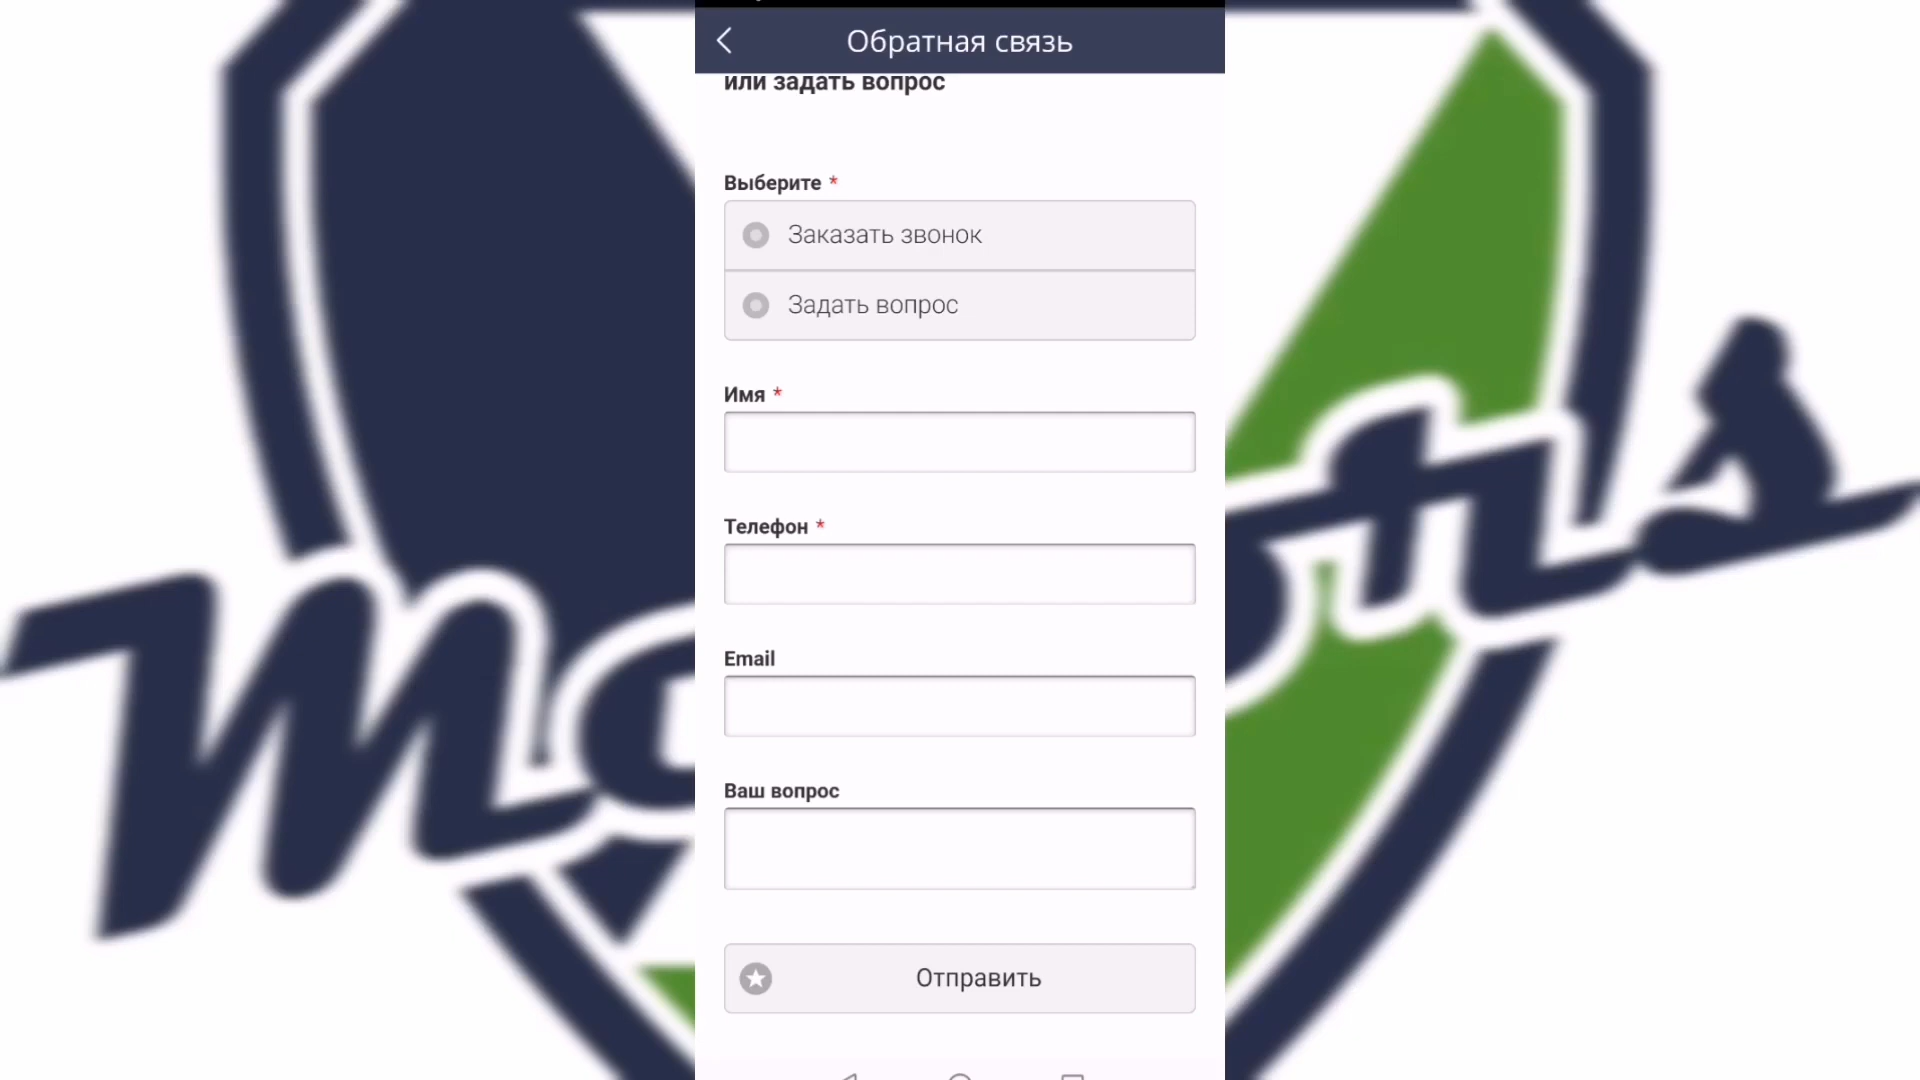 Обратная связь
или задать вопрос
Выберите *
Заказать звонок
Задать вопрос
Имя *
Телефон *
Email
Ваш вопрос
Отправить